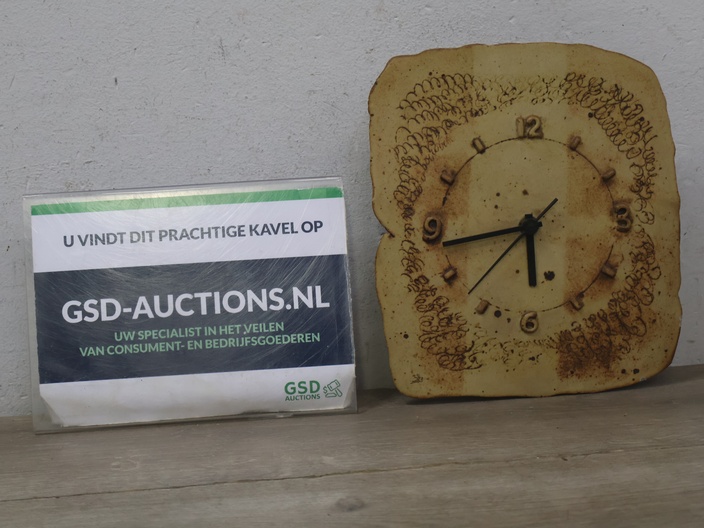 U VINDT DIT PRACHTIGE KAVEL OP
GSD-AUCTIONS.NL
UW SPECIALIST IN HET VEILEN
VAN CONSUMENT- EN BEDRIJFSGOEDEREN
GSD
AUCTIONS
12
9
3
6